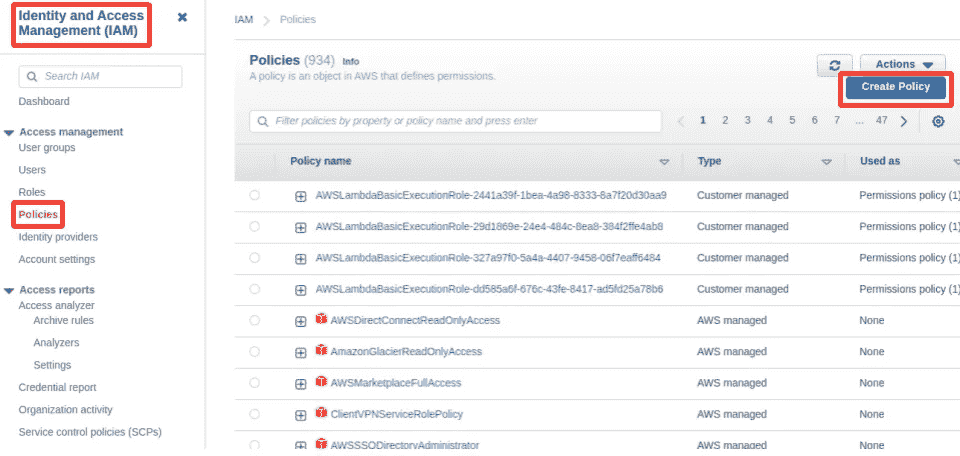 Identity and Access
Management (IAM)
Search IAM
Dashboard
Access management
User groups
Users
Roles
Policies
Identity providers
Account settings
Access reports
Access analyzer
Archive rules
Analyzers
Settings
Credential report
Organization activity
Service control policies (SCPs)
IAM Policies
Policies (934) Info
A policy is an object in AWS that defines permissions.
Actions
Create Policy
Filter policies by property or policy name and press enter
1 2 3 4 5 6 7 ... 47
Policy name Type Used as
AWSLambdaBasicExecutionRole-2441a39f-1bea-4a98-8333-8a7f20d30aa9 Customer managed Permissions policy (1)
AWSLambdaBasicExecutionRole-29d1869e-24e4-484c-8ea8-384f2ffe4ab8 Customer managed Permissions policy (1)
AWSLambdaBasicExecutionRole-327a97f0-5a4a-4407-9458-06f7eaff6484 Customer managed Permissions policy (1)
AWSLambdaBasicExecutionRole-dd585a6f-676c-43fe-8417-ad5fd25a78b6 Customer managed Permissions policy (1)
AWSDirectConnectReadOnlyAccess AWS managed None
AmazonGlacierReadOnlyAccess AWS managed None
AWSMarketplaceFullAccess AWS managed None
ClientVPNServiceRolePolicy AWS managed None
AWSSSODirectoryAdministrator AWS managed None